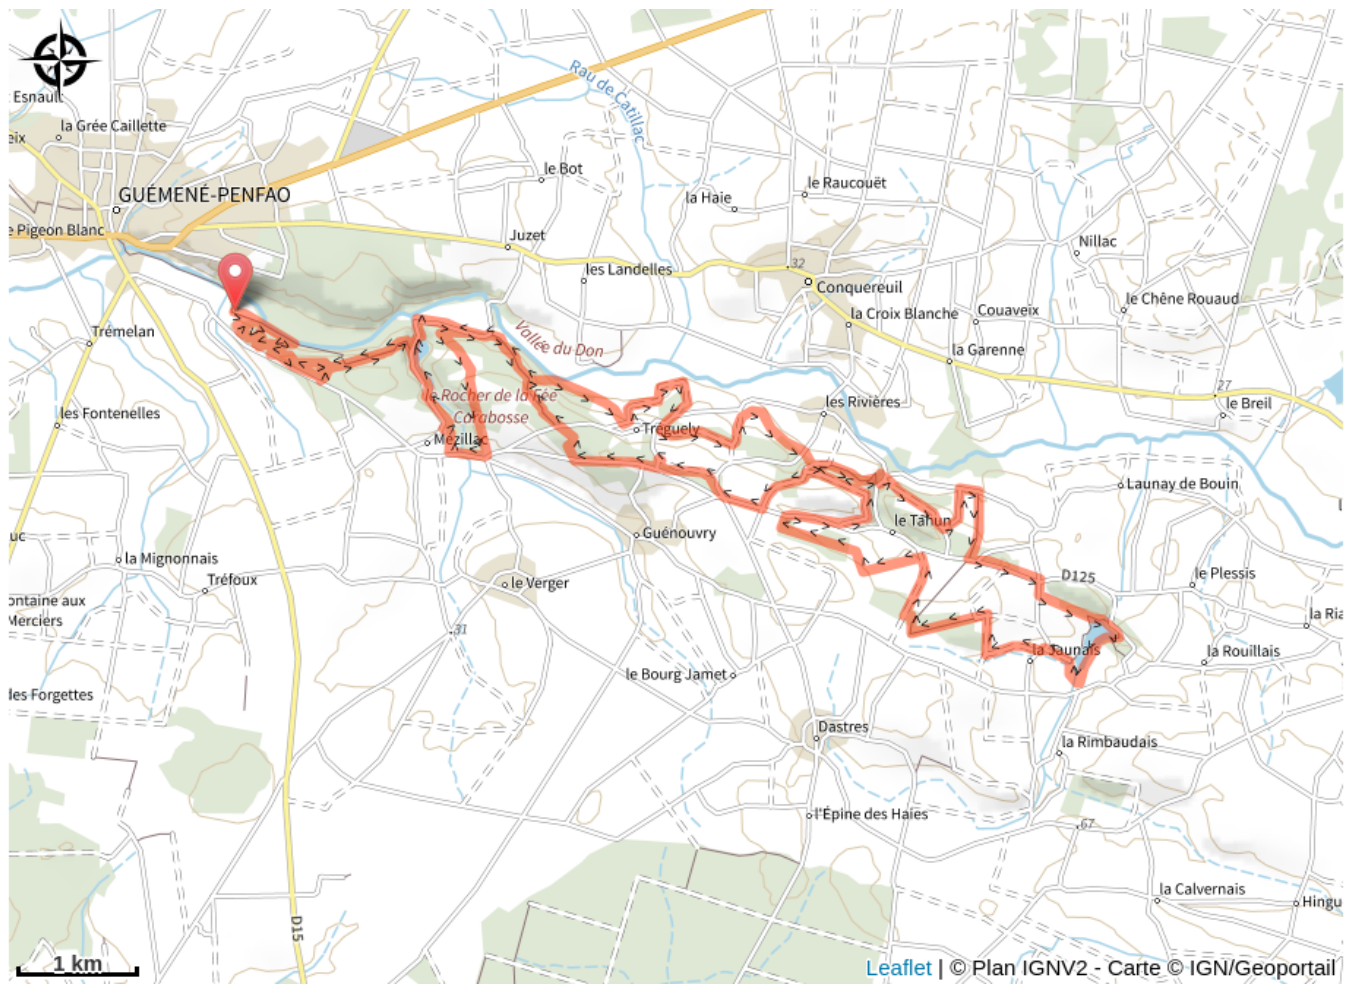 Esnault
la Grée Caillette
eix
GUÉMENÉ-PENFAO
e Pigeon Blanc
Rau de Catillac
le Bot
le Raucouët
la Haie
Juzet
Nillac
les Landelles
32
Conquereuil
le Chêne Rouaud
Trémelan
la Croix Blanche
Couaveix
Vallée du Don
la Garenne
27
le Rocher de la Fée
Carabosse
les Rivières
le Breil
les Fontenelles
Tréguely
Mézillac
Launay de Bouin
le Tahun
uc
Guénouvry
la Mignonnais
D125
le Plessis
Tréfoux
le Verger
ontaine aux
Merciers
la Ria
31
la Jaunais
la Rouillais
le Bourg Jamet
des Forgettes
Dastres
la Rimbaudais
l'Épine des Haies
67
la Calvernais
Hingu
D15
1 km
Leaflet | © Plan IGNV2 - Carte © IGN/Geoportail